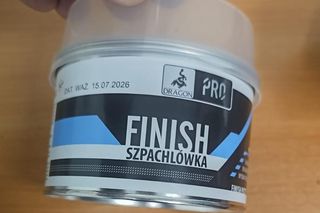 DAT. WAŻ. 15.07.2026
DRAGON
PRO
FINISH
SZPACHLÓWKA